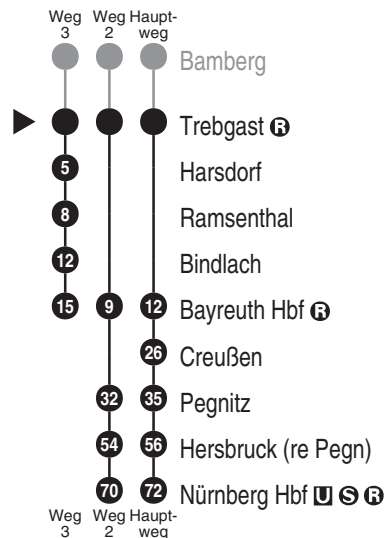 Weg Weg Haupt-
3 2 weg
Bamberg
Trebgast R
5 Harsdorf
8 Ramsenthal
12 Bindlach
15 9 12 Bayreuth Hbf R
26 Creußen
32 35 Pegnitz
54 56 Hersbruck (re Pegn)
70 72 Nürnberg Hbf U S R
Weg Weg Haupt-
3 2 weg